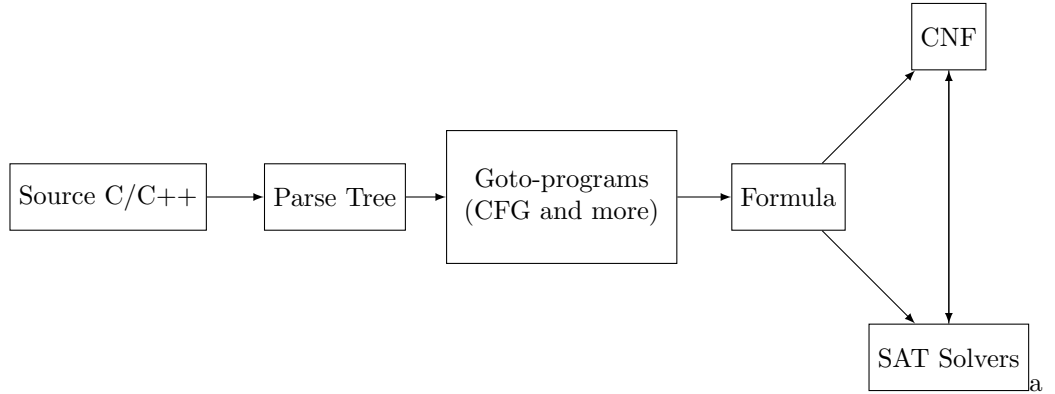 CNF
Source C/C++
Parse Tree
Goto-programs
(CFG and more)
Formula
SAT Solvers
a